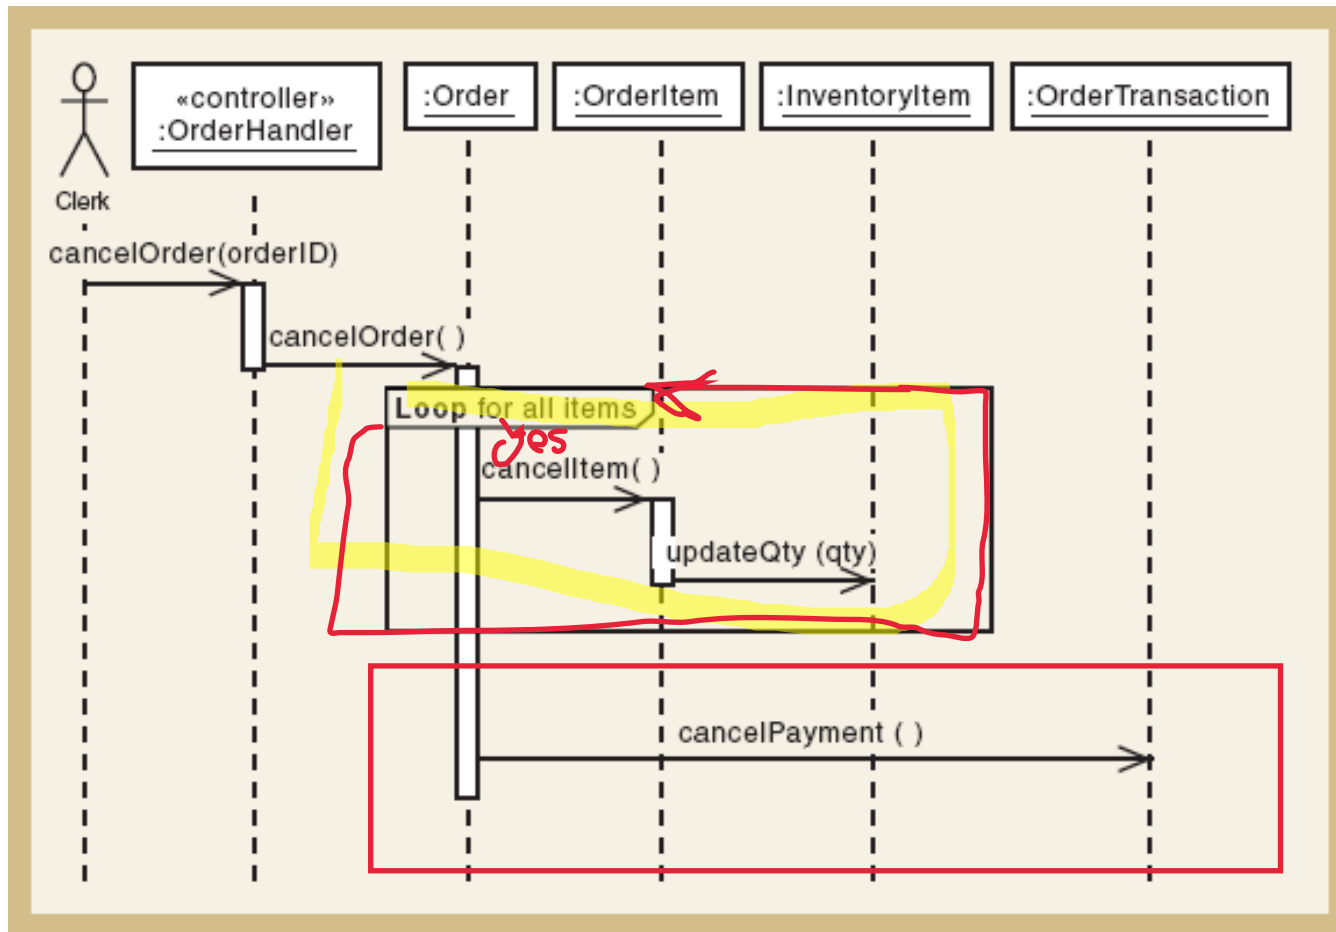 «controller»
:OrderHandler
:Order
:OrderItem
:InventoryItem
:OrderTransaction
Clerk
cancelOrder(orderID)
cancelOrder( )
Loop for all items
yes
cancelItem( )
updateQty (qty)
cancelPayment ( )